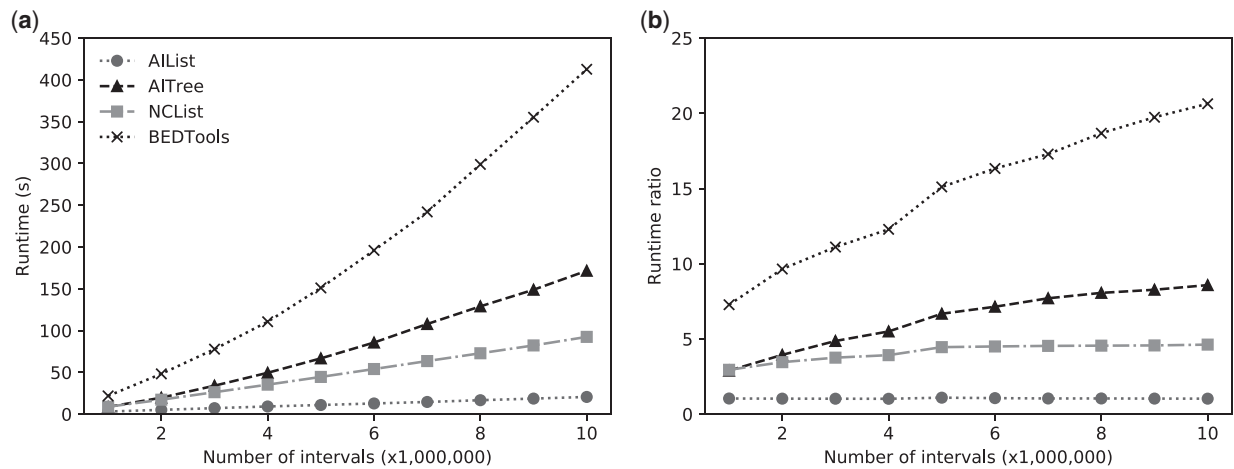 (a)
450
400
350
300
250
200
150
100
50
0
Runtime (s)
AIList
AITree
NCList
BEDTools
2
4
6
8
10
Number of intervals (x1,000,000)
(b)
25
20
15
10
5
0
Runtime ratio
2
4
6
8
10
Number of intervals (x1,000,000)